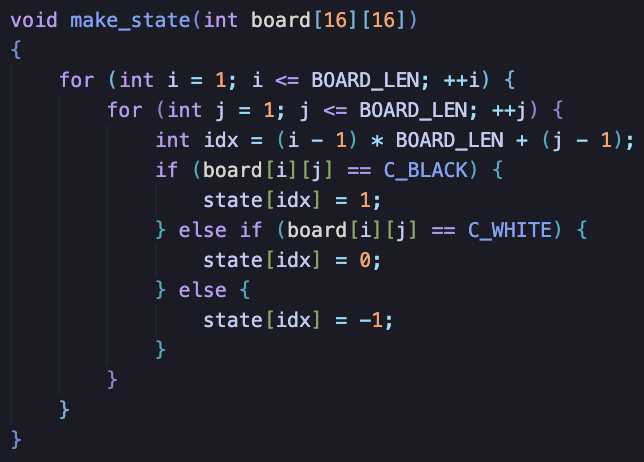 void make_state(int board[16][16])
{
    for (int i = 1; i <= BOARD_LEN; ++i) {
        for (int j = 1; j <= BOARD_LEN; ++j) {
            int idx = (i - 1) * BOARD_LEN + (j - 1);
            if (board[i][j] == C_BLACK) {
                state[idx] = 1;
            } else if (board[i][j] == C_WHITE) {
                state[idx] = 0;
            } else {
                state[idx] = -1;
            }
        }
    }
}